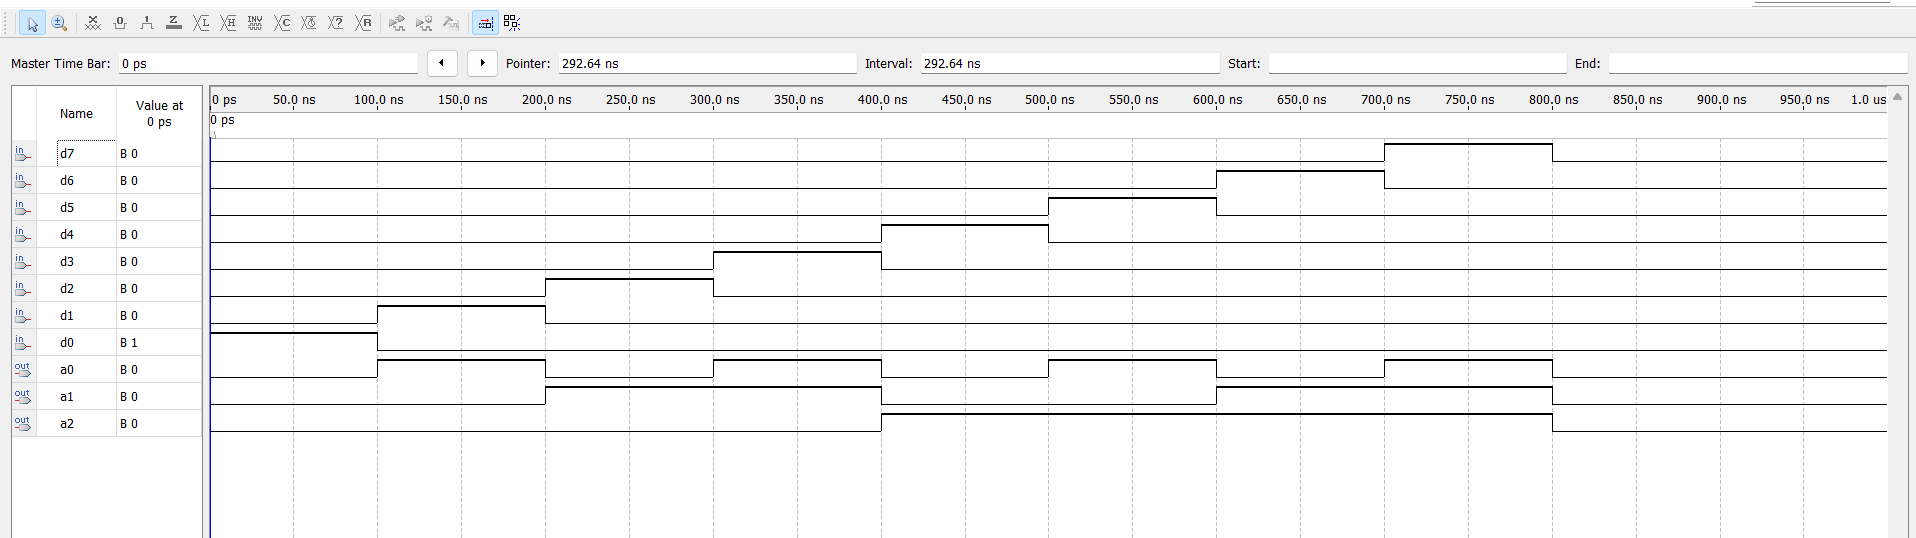 Master Time Bar: 0 ps Pointer: 292.64 ns Interval: 292.64 ns Start: End:
Name Value at 0 ps
0 ps 50.0 ns 100.0 ns 150.0 ns 200.0 ns 250.0 ns 300.0 ns 350.0 ns 400.0 ns 450.0 ns 500.0 ns 550.0 ns 600.0 ns 650.0 ns 700.0 ns 750.0 ns 800.0 ns 850.0 ns 900.0 ns 950.0 ns 1.0 us
0 ps
in d7 B 0
in d6 B 0
in d5 B 0
in d4 B 0
in d3 B 0
in d2 B 0
in d1 B 0
in d0 B 1
out a0 B 0
out a1 B 0
out a2 B 0